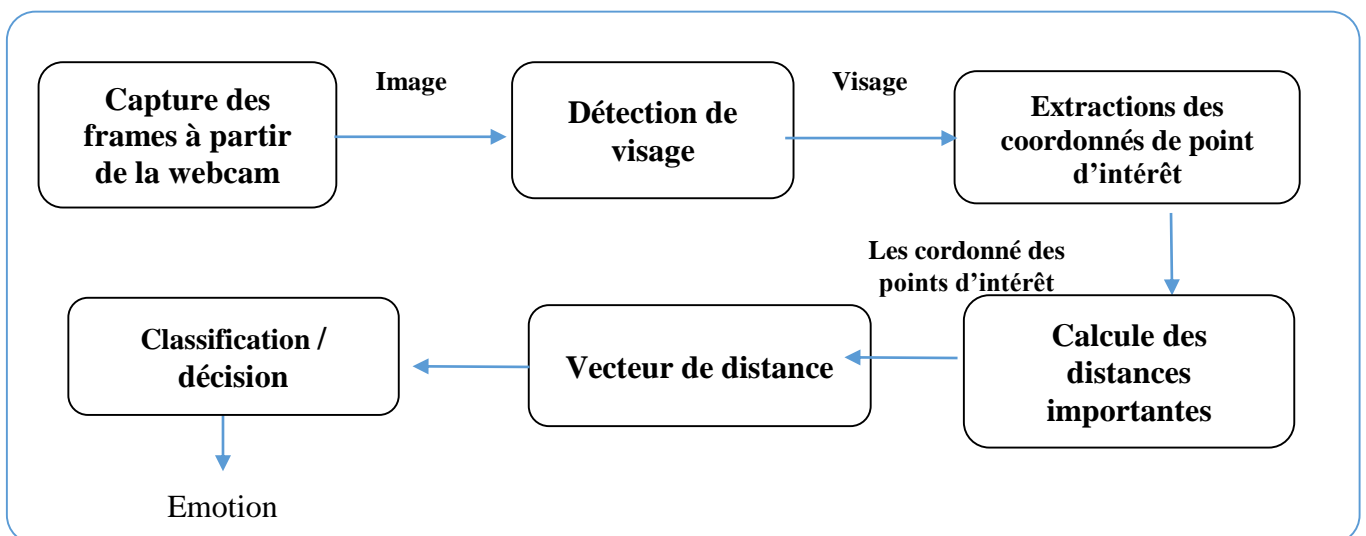 Capture des
frames à partir
de la webcam
Image
Détection de
visage
Visage
Extractions des
coordonnés de point
d’intérêt
Les cordonné des
points d’intérêt
Calcule des
distances
importantes
Vecteur de distance
Classification /
décision
Emotion